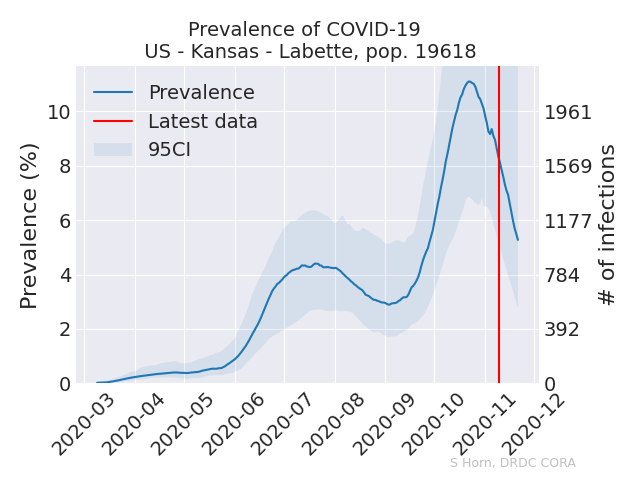 Prevalence of COVID-19
US - Kansas - Labette, pop. 19618
Prevalence
Latest data
95CI
Prevalence (%)
10
8
6
4
2
0
1961
1569
1177
784
392
0
# of infections
2020-03
2020-04
2020-05
2020-06
2020-07
2020-08
2020-09
2020-10
2020-11
2020-12
S Horn, DRDC CORA